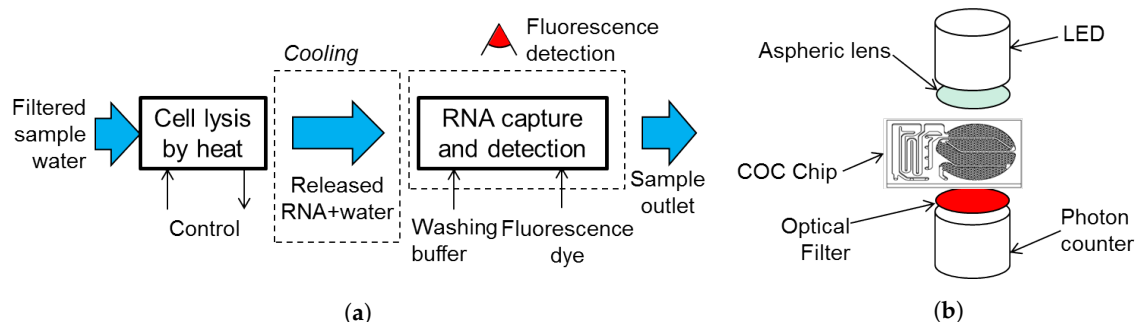 Fluorescence
detection
Cooling
Filtered
sample
water
Cell lysis
by heat
RNA capture
and detection
Released
RNA+water
Sample
outlet
Control
Washing
buffer
Fluorescence
dye
(a)
LED
Aspheric lens
COC Chip
Optical
Filter
Photon
counter
(b)